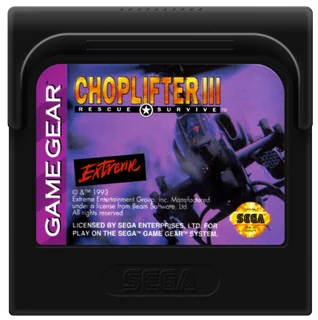 GAME GEAR
CHOPLIFTER III™
RESCUE SURVIVE
Extreme
© & ™ 1993
Extreme Entertainment Group, Inc. Manufactured
under a license from Beam Software Ltd.
All rights reserved
LICENSED BY SEGA ENTERPRISES, LTD. FOR
PLAY ON THE SEGA™ GAME GEAR™ SYSTEM.
SEGA
SEGA